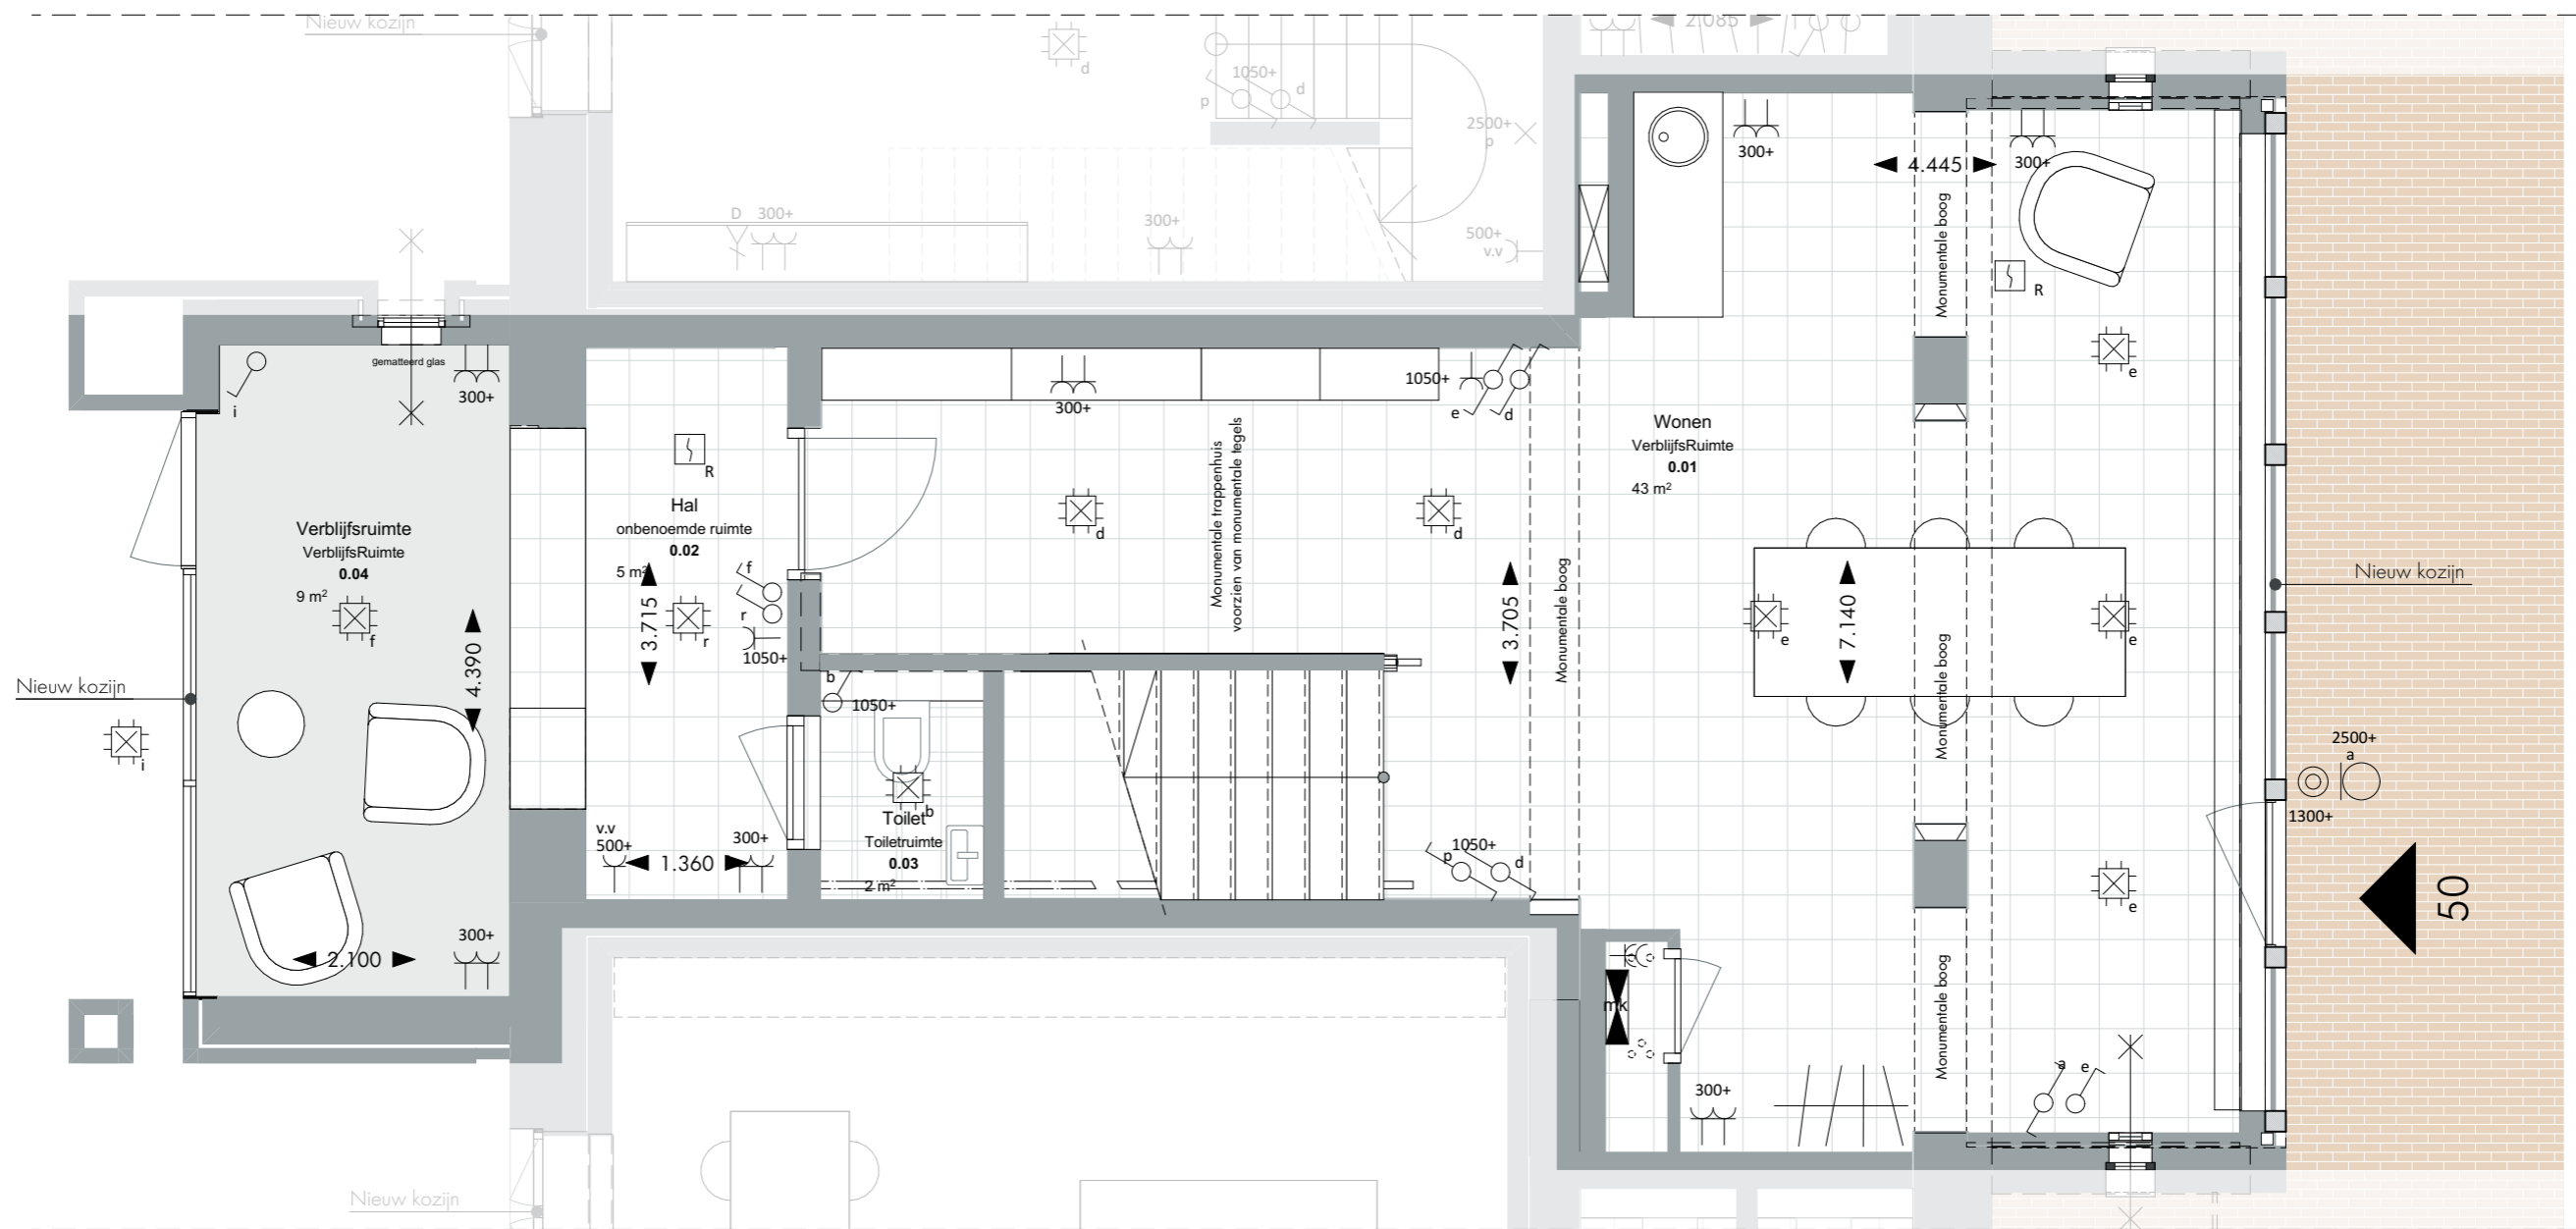 Nieuw kozijn
d
1050+
p
d
2500+
p
2.085
D 300+
300+
500+
v.v
300+
4.445
300+
Monumentale boog
R
gematteerd glas
i
300+
300+
1050+
e
d
e
Wonen
VerblijfsRuimte
0.01
43 m²
Monumentale trappenhuis
voorzien van monumentale tegels
R
Hal
onbenoemde ruimte
0.02
5 m²
d
d
Verblijfsruimte
VerblijfsRuimte
0.04
9 m²
f
f
r
3.715
r
1050+
3.705
Monumentale boog
7.140
e
e
Nieuw kozijn
4.390
Nieuw kozijn
i
b
1050+
Monumentale boog
2500+
a
1300+
b
Toilet
Toiletruimte
0.03
2 m²
v.v
500+
1.360
300+
1050+
p
d
e
50
2.100
300+
mk
Monumentale boog
300+
a
e
Nieuw kozijn